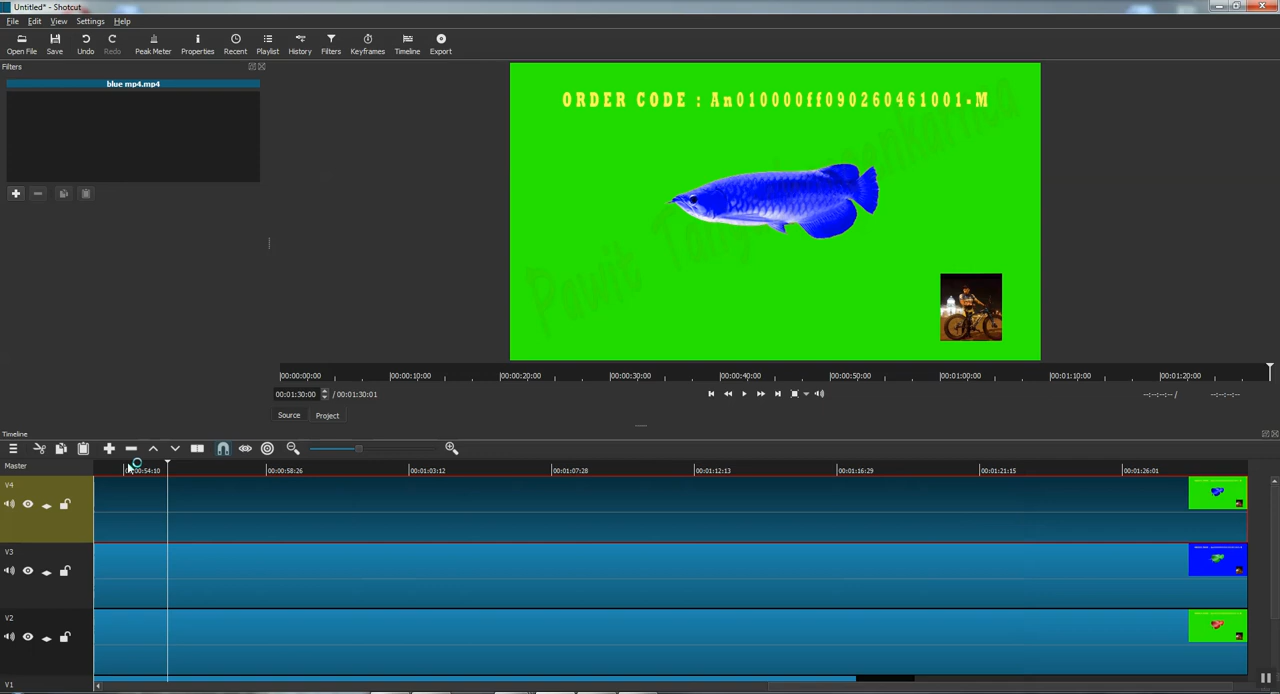 Untitled* - Shotcut
File Edit View Settings Help
Open File Save Undo Redo Peak Meter Properties Recent Playlist History Filters Keyframes Timeline Export
Filters
blue mp4.mp4
ORDER CODE : An010000ff090260461001-M
Pawit
00:00:00:00 00:00:10:00 00:00:20:00 00:00:30:00 00:00:40:00 00:00:50:00 00:01:00:00 00:01:10:00 00:01:20:00
00:01:30:00 / 00:01:30:01 --:--:--:-- / --:--:--:--
Source Project
Timeline
Master
00:00:54:10 00:00:58:26 00:01:03:12 00:01:07:28 00:01:12:13 00:01:16:29 00:01:21:15 00:01:26:01
V4
V3
V2
V1